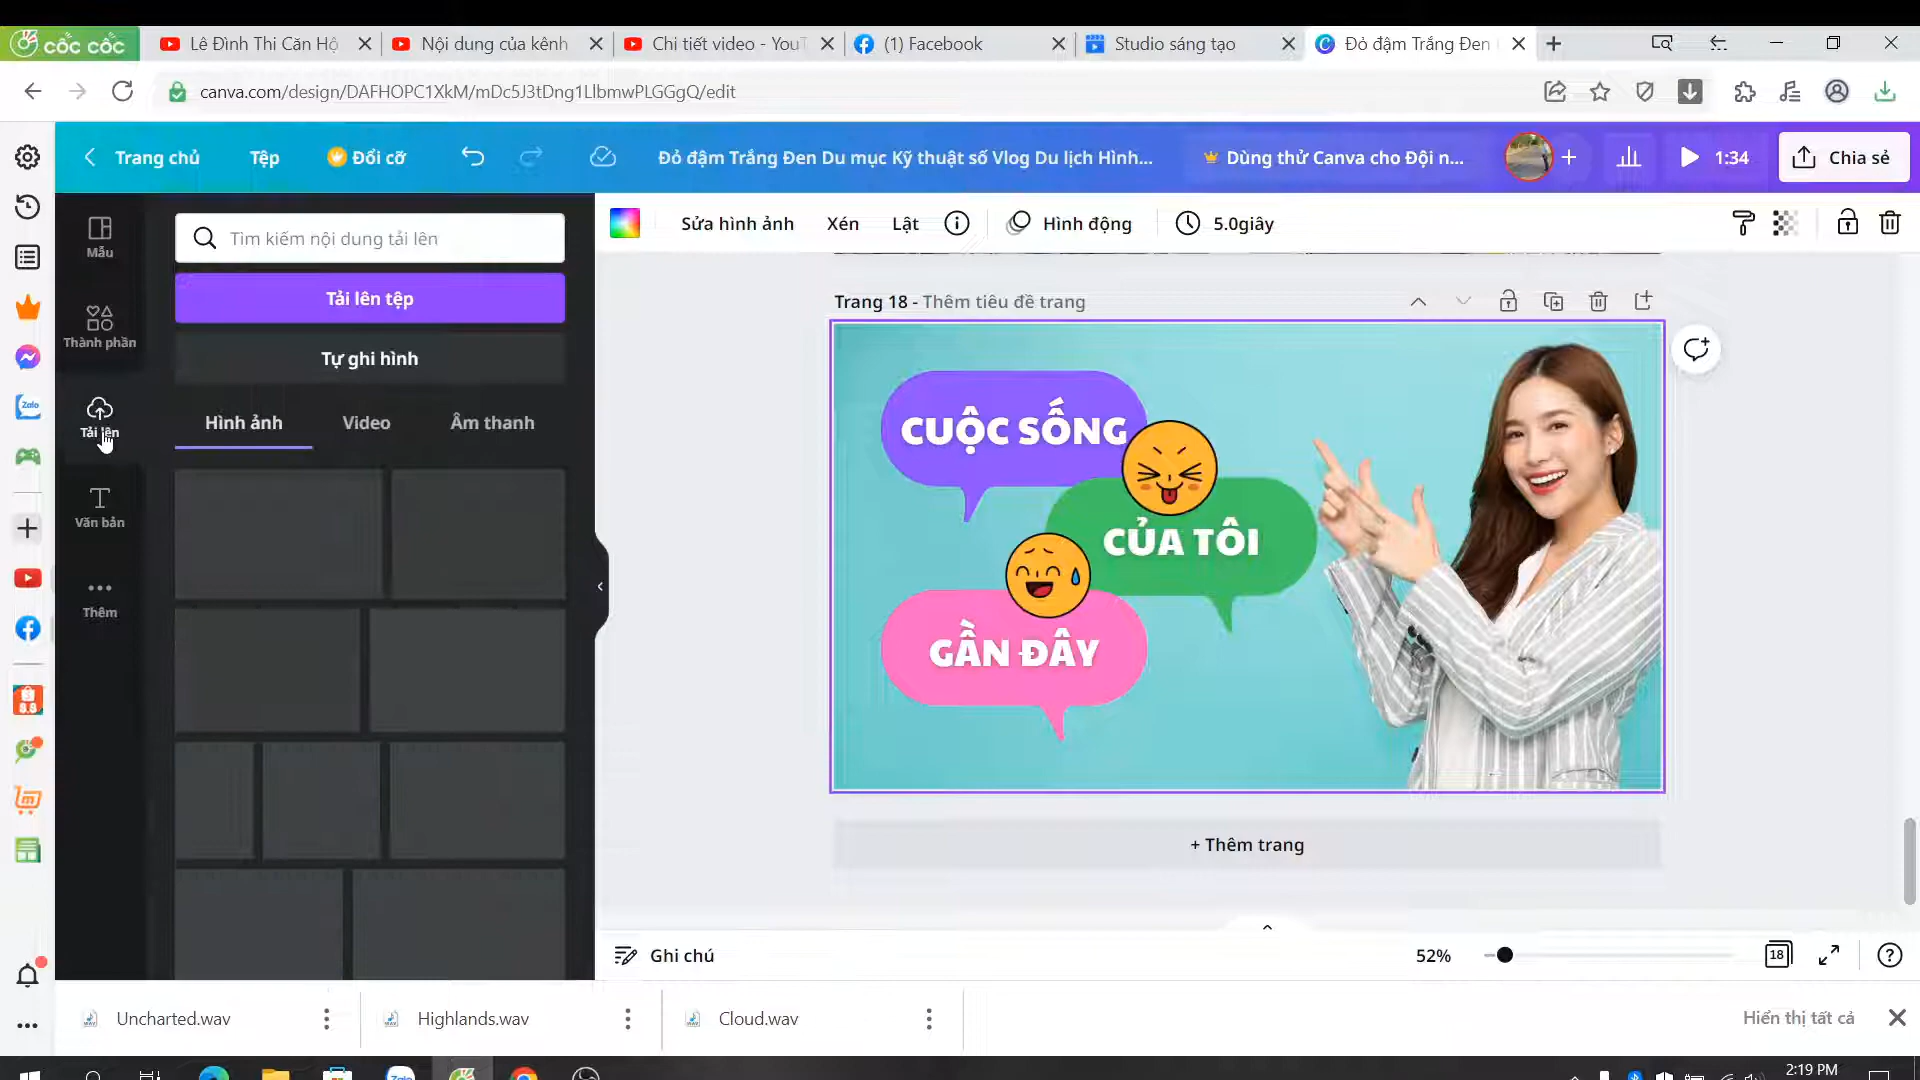 cốc cốc
Lê Đình Thi Căn Hộ
Nội dung của kênh
Chi tiết video - YouT
(1) Facebook
Studio sáng tạo
Đỏ đậm Trắng Đen
canva.com/design/DAFHOPC1XkM/mDc5J3tDng1LlbmwPLGGgQ/edit
Trang chủ
Tệp
Đổi cỡ
Đỏ đậm Trắng Đen Du mục Kỹ thuật số Vlog Du lịch Hình...
Dùng thử Canva cho Đội n...
1:34
Chia sẻ
Mẫu
Thành phần
Tải lên
Văn bản
Thêm
Zalo
8.8
Tìm kiếm nội dung tải lên
Tải lên tệp
Tự ghi hình
Hình ảnh
Video
Âm thanh
Sửa hình ảnh
Xén
Lật
Hình động
5.0giây
Trang 18 - Thêm tiêu đề trang
CUỘC SỐNG
CỦA TÔI
GẦN ĐÂY
+ Thêm trang
Ghi chú
52%
18
Uncharted.wav
Highlands.wav
Cloud.wav
Hiển thị tất cả
Zalo
2:19 PM